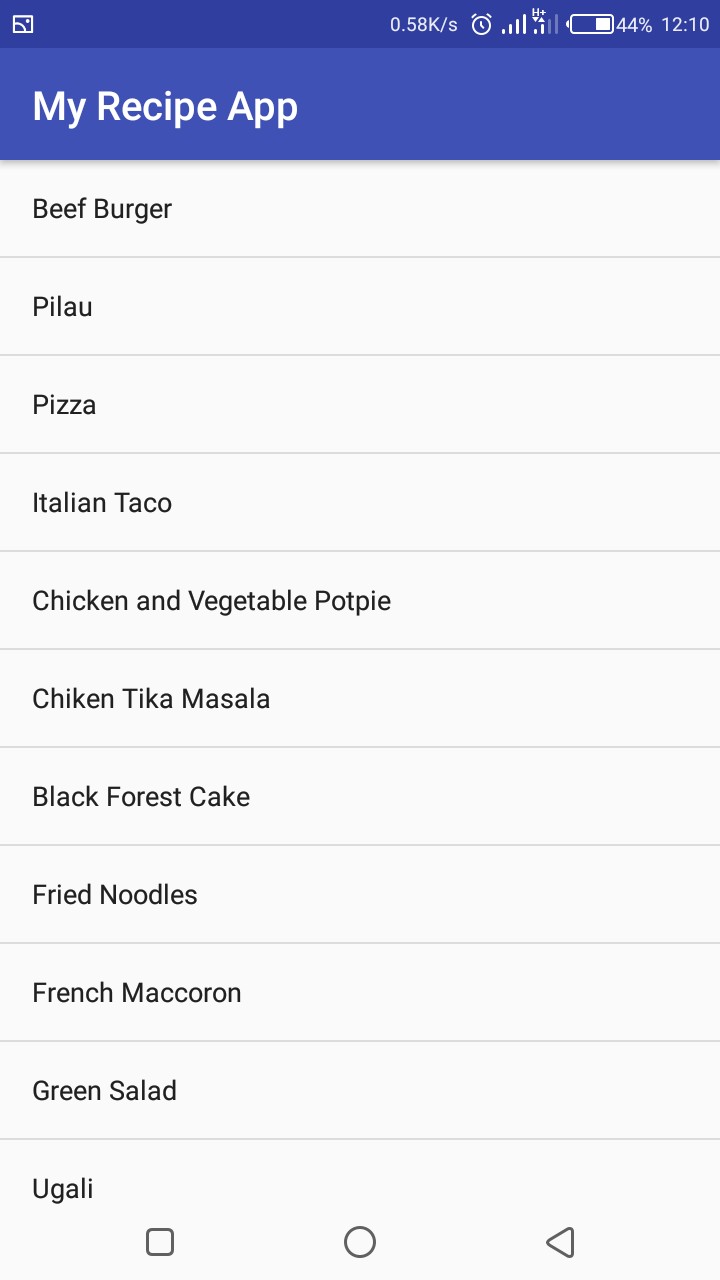 0.58K/s H+ 44% 12:10
My Recipe App
Beef Burger
Pilau
Pizza
Italian Taco
Chicken and Vegetable Potpie
Chiken Tika Masala
Black Forest Cake
Fried Noodles
French Maccoron
Green Salad
Ugali